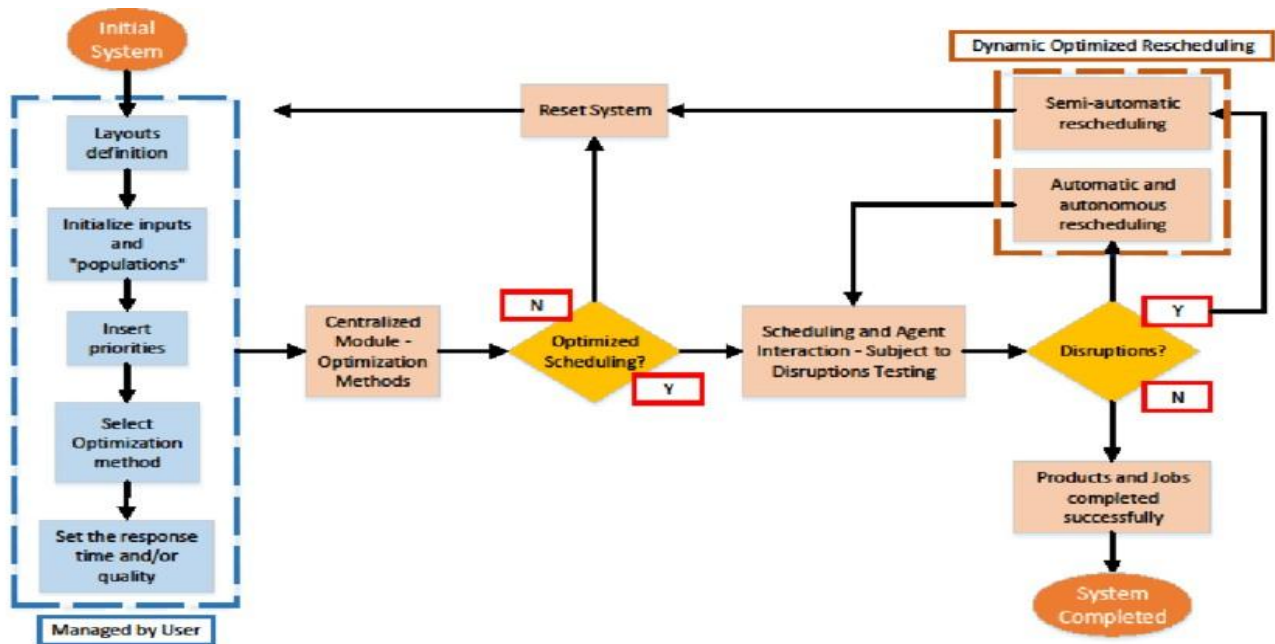 Initial
System
Layouts
definition
Initialize inputs
and
"populations"
Insert
priorities
Select
Optimization
method
Set the response
time and/or
quality
Managed by User
Centralized
Module -
Optimization
Methods
Reset System
N
Optimized
Scheduling?
Y
Scheduling and Agent
Interaction - Subject to
Disruptions Testing
Dynamic Optimized Rescheduling
Semi-automatic
rescheduling
Automatic and
autonomous
rescheduling
Y
Disruptions?
N
Products and Jobs
completed
successfully
System
Completed